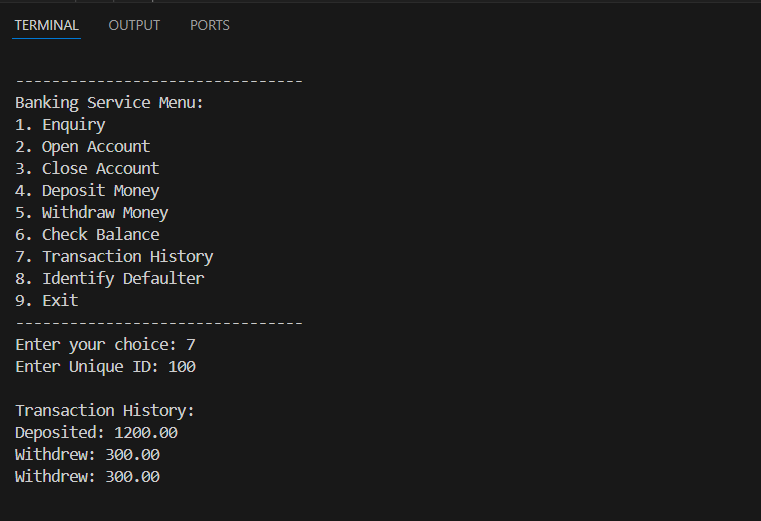 TERMINAL OUTPUT PORTS
--------------------------------
Banking Service Menu:
1. Enquiry
2. Open Account
3. Close Account
4. Deposit Money
5. Withdraw Money
6. Check Balance
7. Transaction History
8. Identify Defaulter
9. Exit
--------------------------------
Enter your choice: 7
Enter Unique ID: 100
Transaction History:
Deposited: 1200.00
Withdrew: 300.00
Withdrew: 300.00